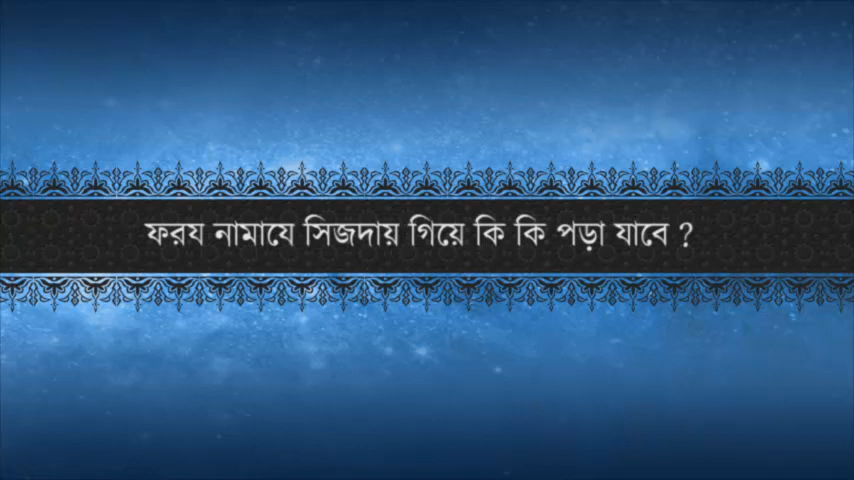 ফরয নামাযে সিজদায় গিয়ে কি কি পড়া যাবে ?